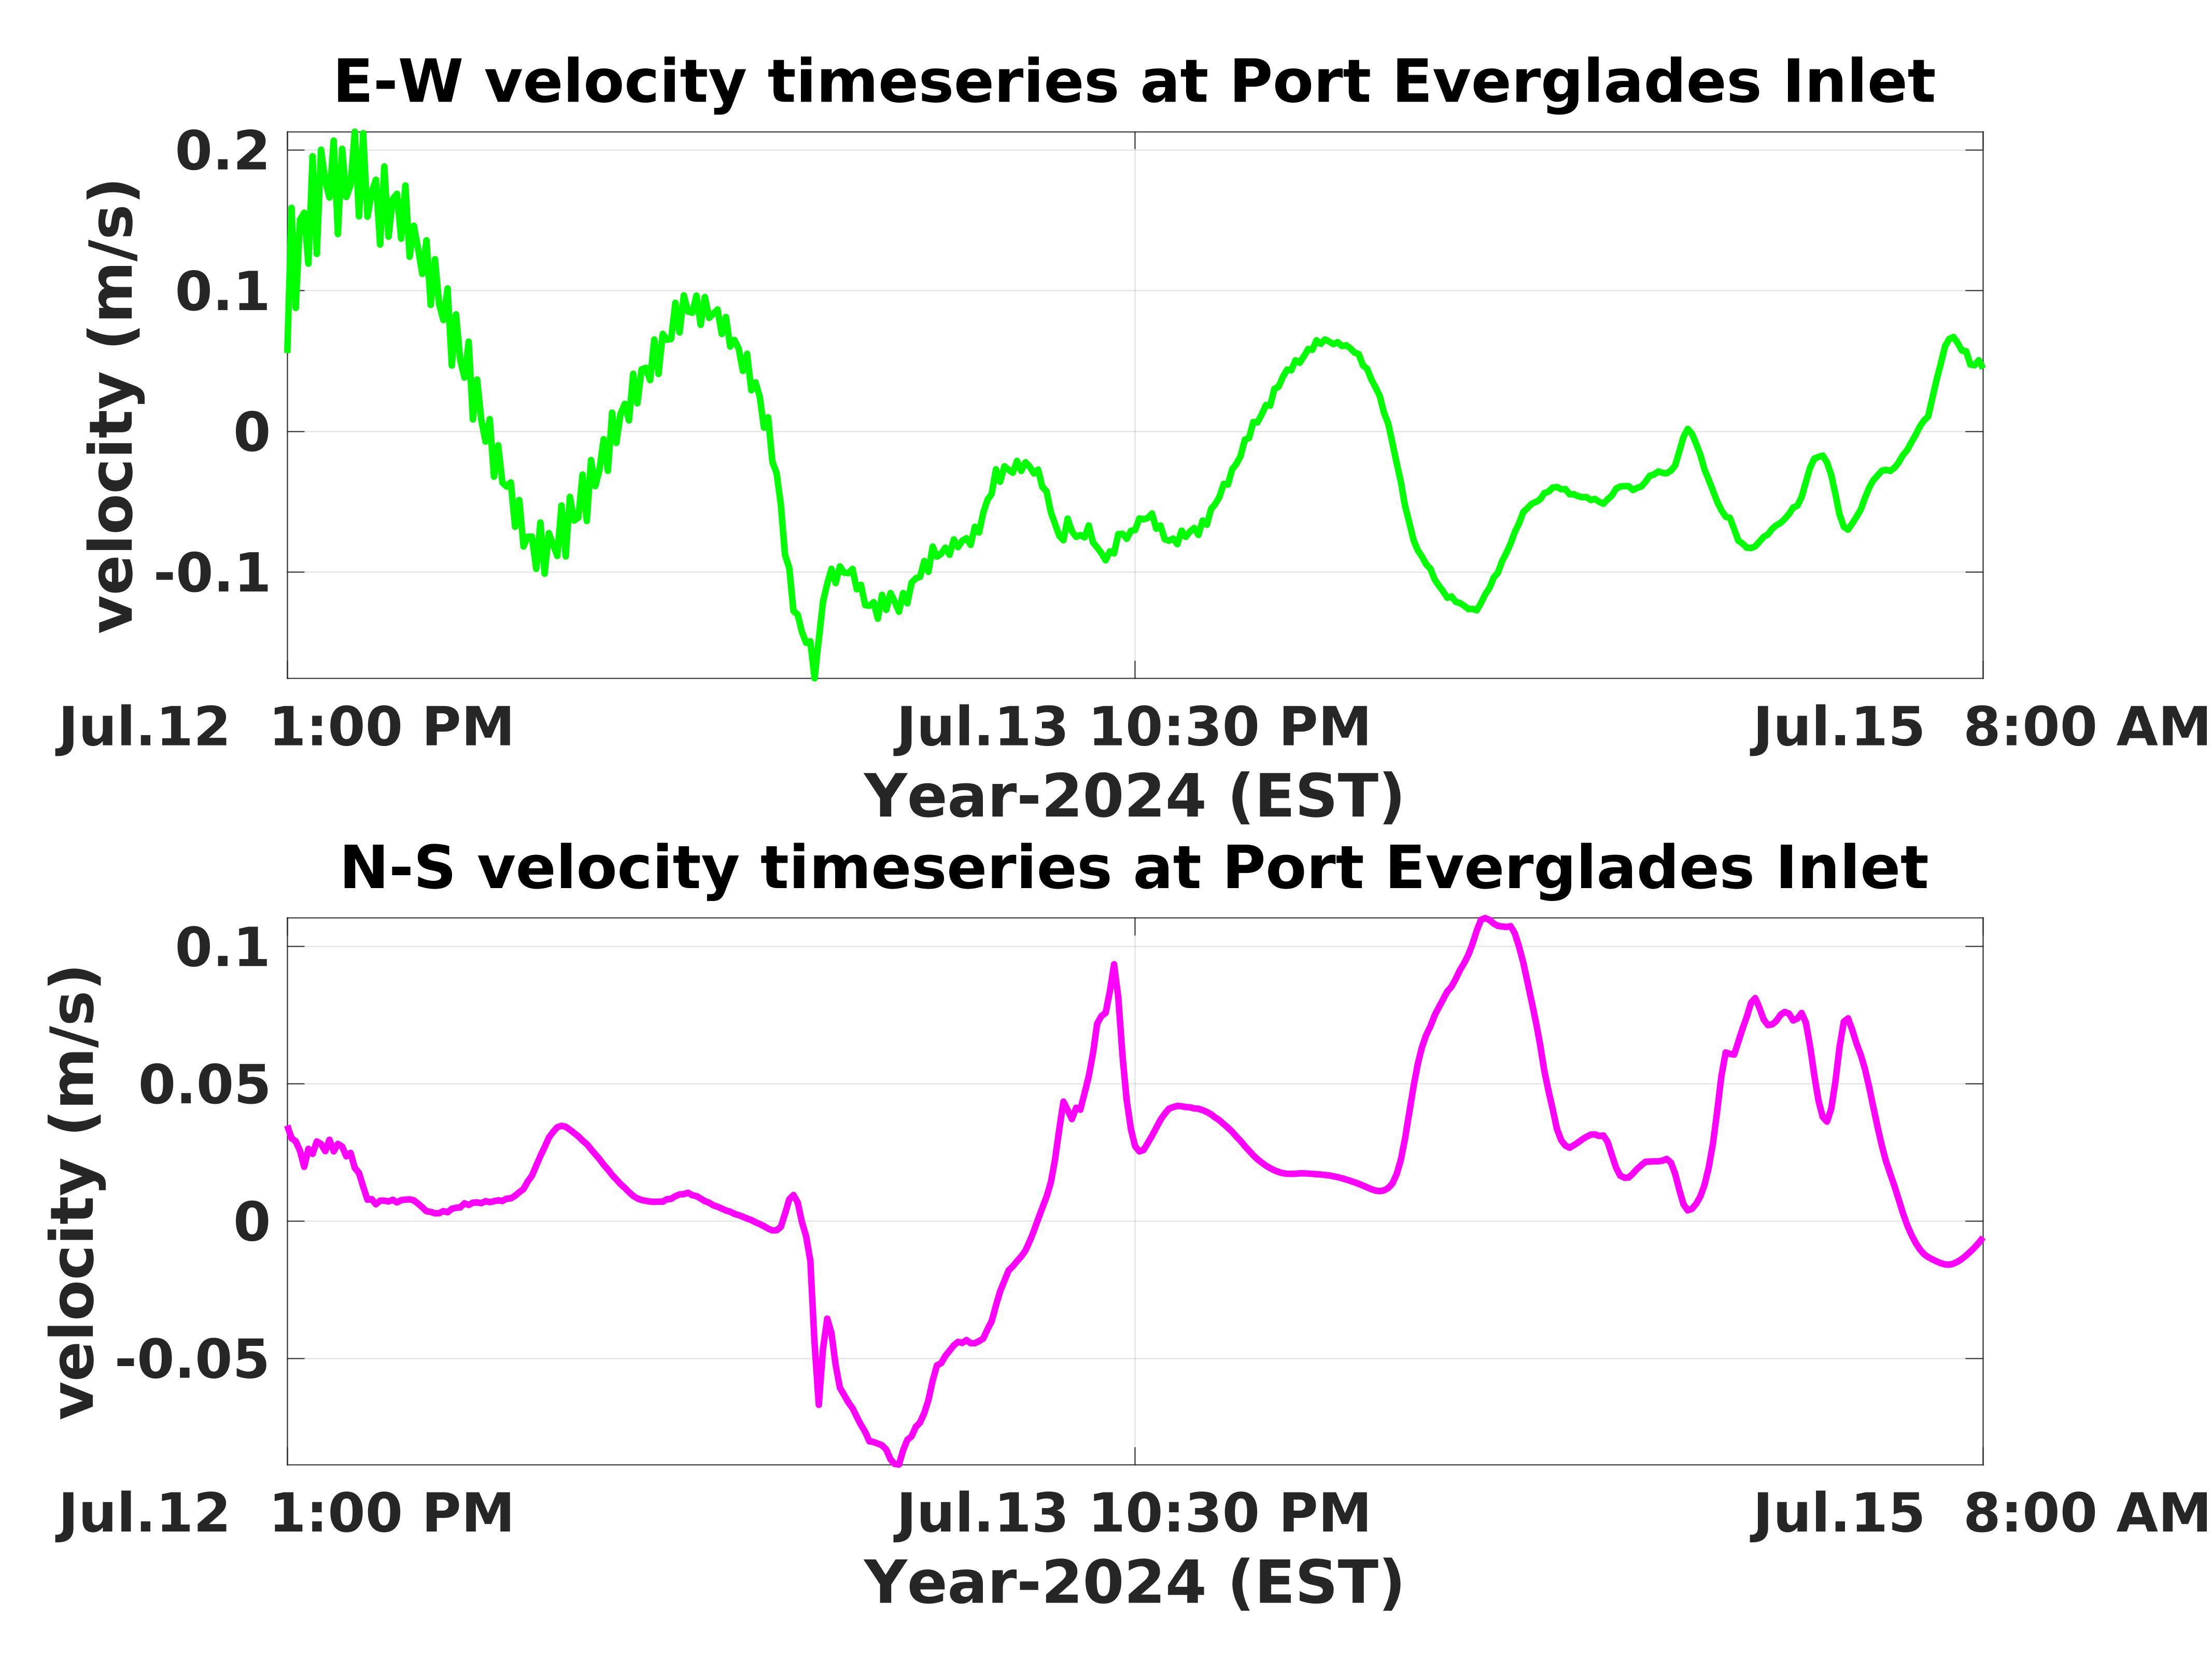 E-W velocity timeseries at Port Everglades Inlet
velocity (m/s)
0.2
0.1
0
-0.1
Jul.12  1:00 PM
Jul.13 10:30 PM
Jul.15  8:00 AM
Year-2024 (EST)
N-S velocity timeseries at Port Everglades Inlet
velocity (m/s)
0.1
0.05
0
-0.05
Jul.12  1:00 PM
Jul.13 10:30 PM
Jul.15  8:00 AM
Year-2024 (EST)